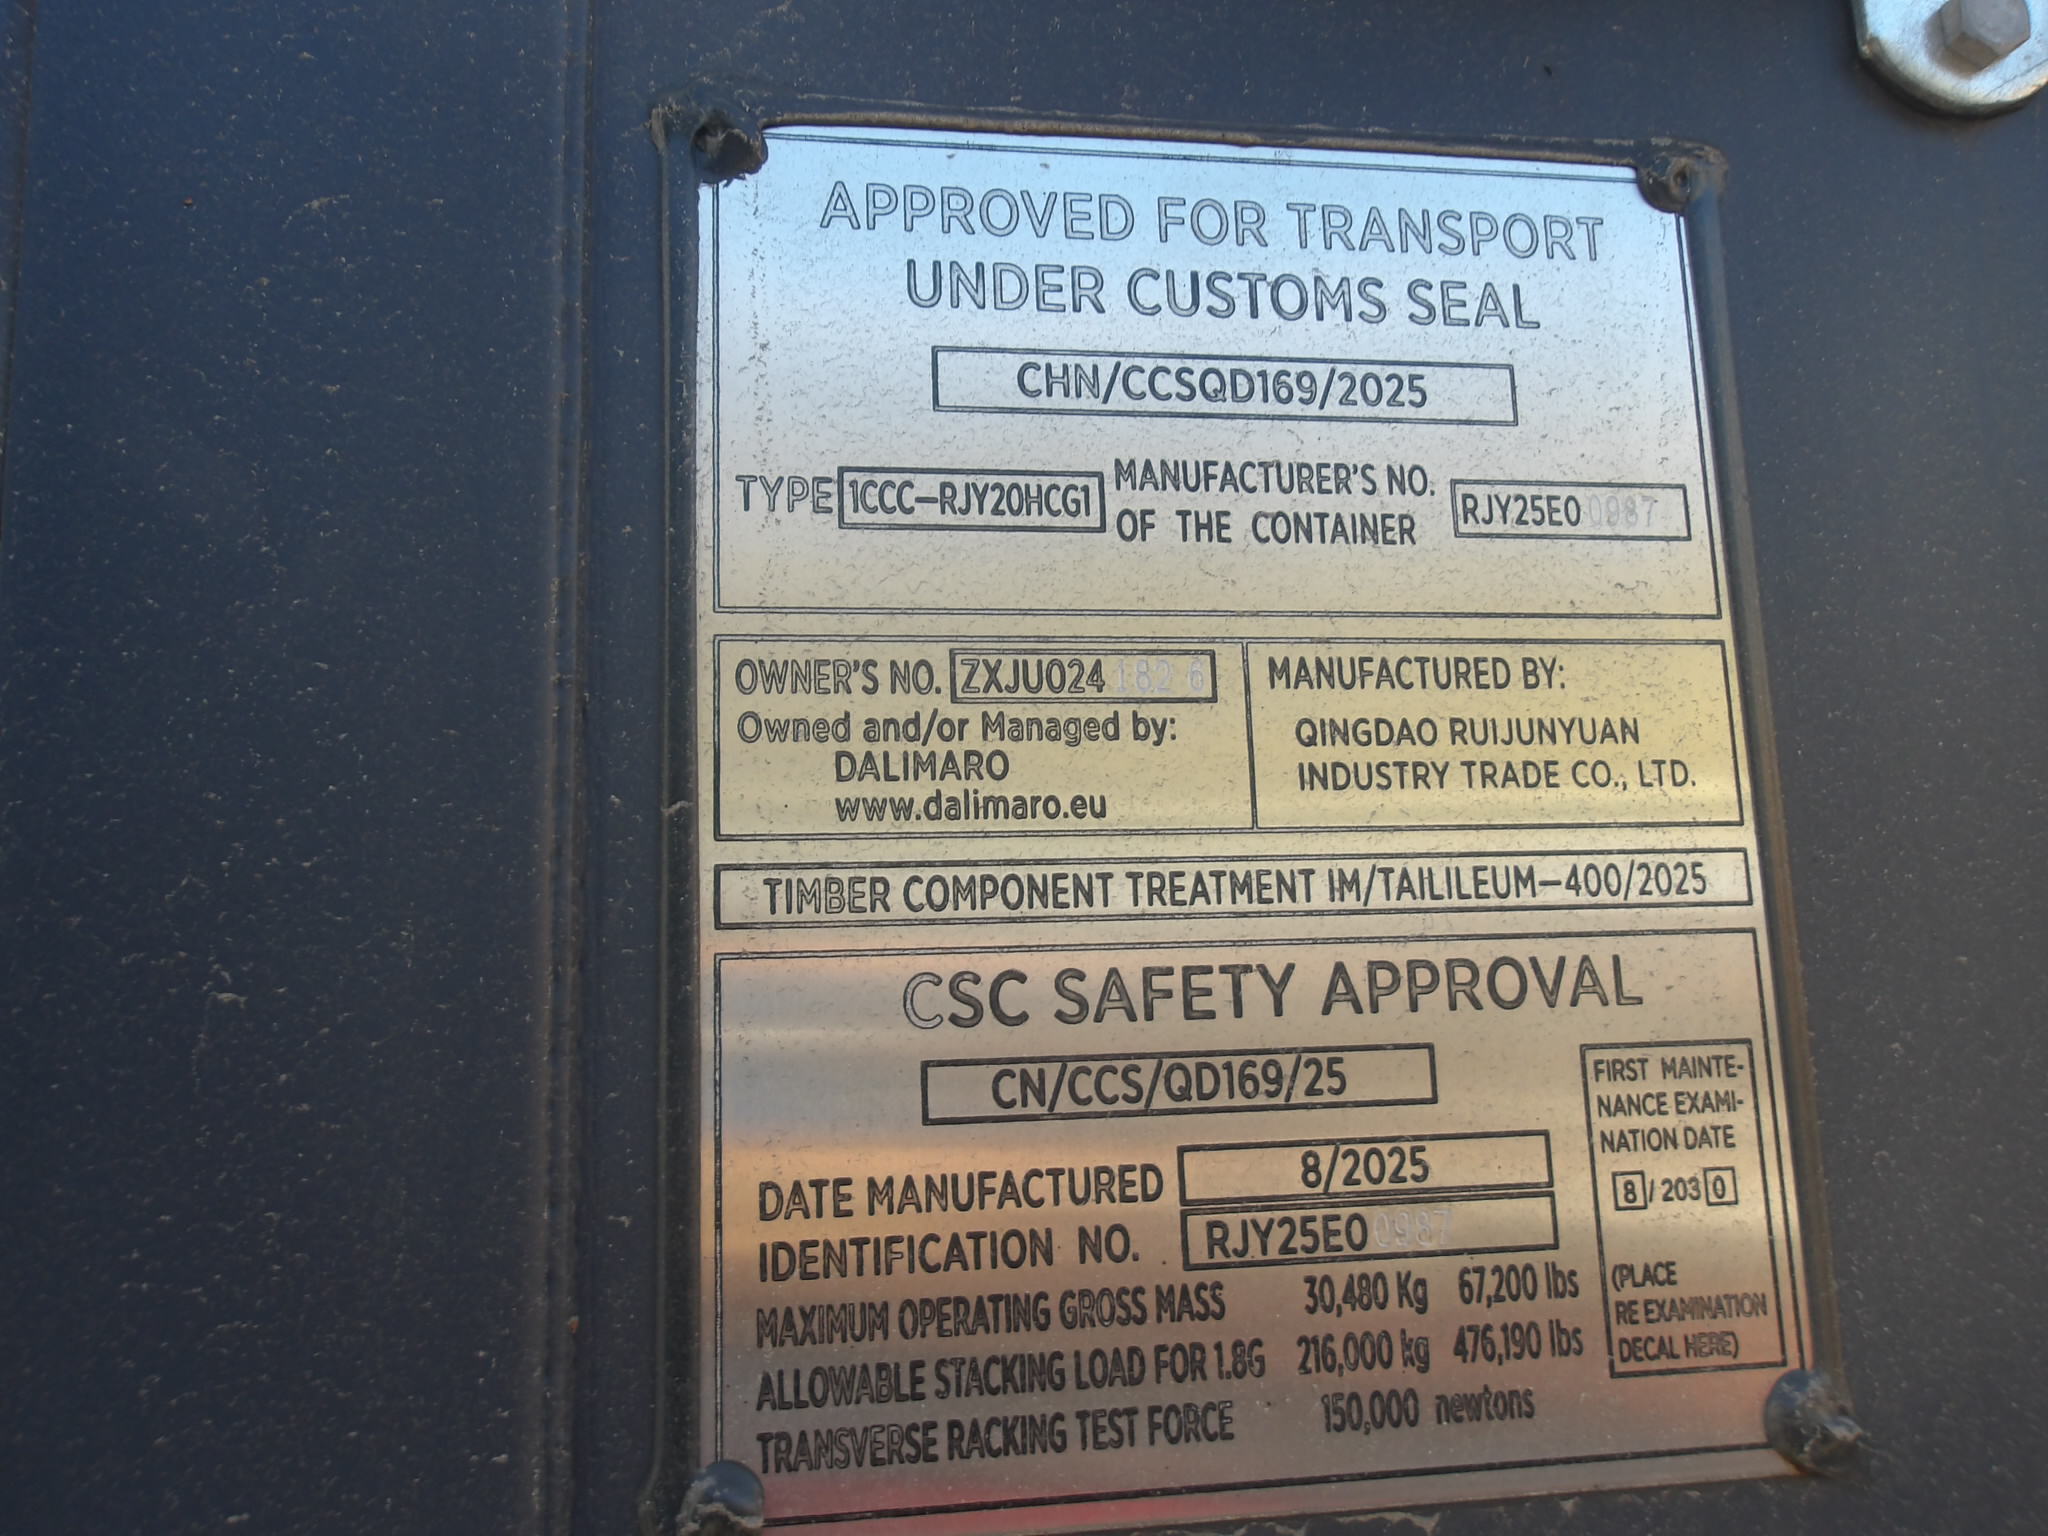 APPROVED FOR TRANSPORT
UNDER CUSTOMS SEAL
CHN/CCSQD169/2025
TYPE 1CCC-RJY20HCG1 MANUFACTURER'S NO. OF THE CONTAINER RJY25E00987
OWNER'S NO. ZXJU024 182 6
Owned and/or Managed by:
DALIMARO
www.dalimaro.eu
MANUFACTURED BY:
QINGDAO RUIJUNYUAN
INDUSTRY TRADE CO., LTD.
TIMBER COMPONENT TREATMENT IM/TAILILEUM-400/2025
CSC SAFETY APPROVAL
CN/CCS/QD169/25
DATE MANUFACTURED 8/2025
IDENTIFICATION NO. RJY25E00987
MAXIMUM OPERATING GROSS MASS 30,480 Kg 67,200 lbs
ALLOWABLE STACKING LOAD FOR 1.8G 216,000 kg 476,190 lbs
TRANSVERSE RACKING TEST FORCE 150,000 newtons
FIRST MAINTE-
NANCE EXAMI-
NATION DATE
8/2030
(PLACE
RE EXAMINATION
DECAL HERE)